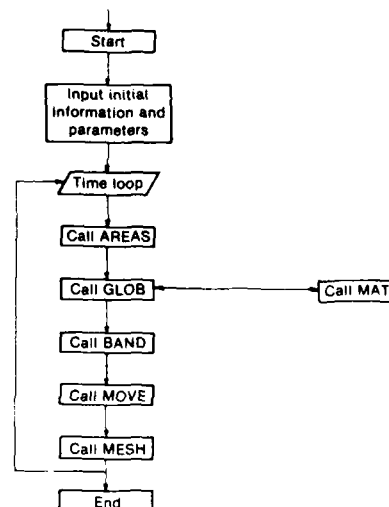 Start
Input initial
information and
parameters
Time loop
Call AREAS
Call GLOB
Call MAT
Call BAND
Call MOVE
Call MESH
End